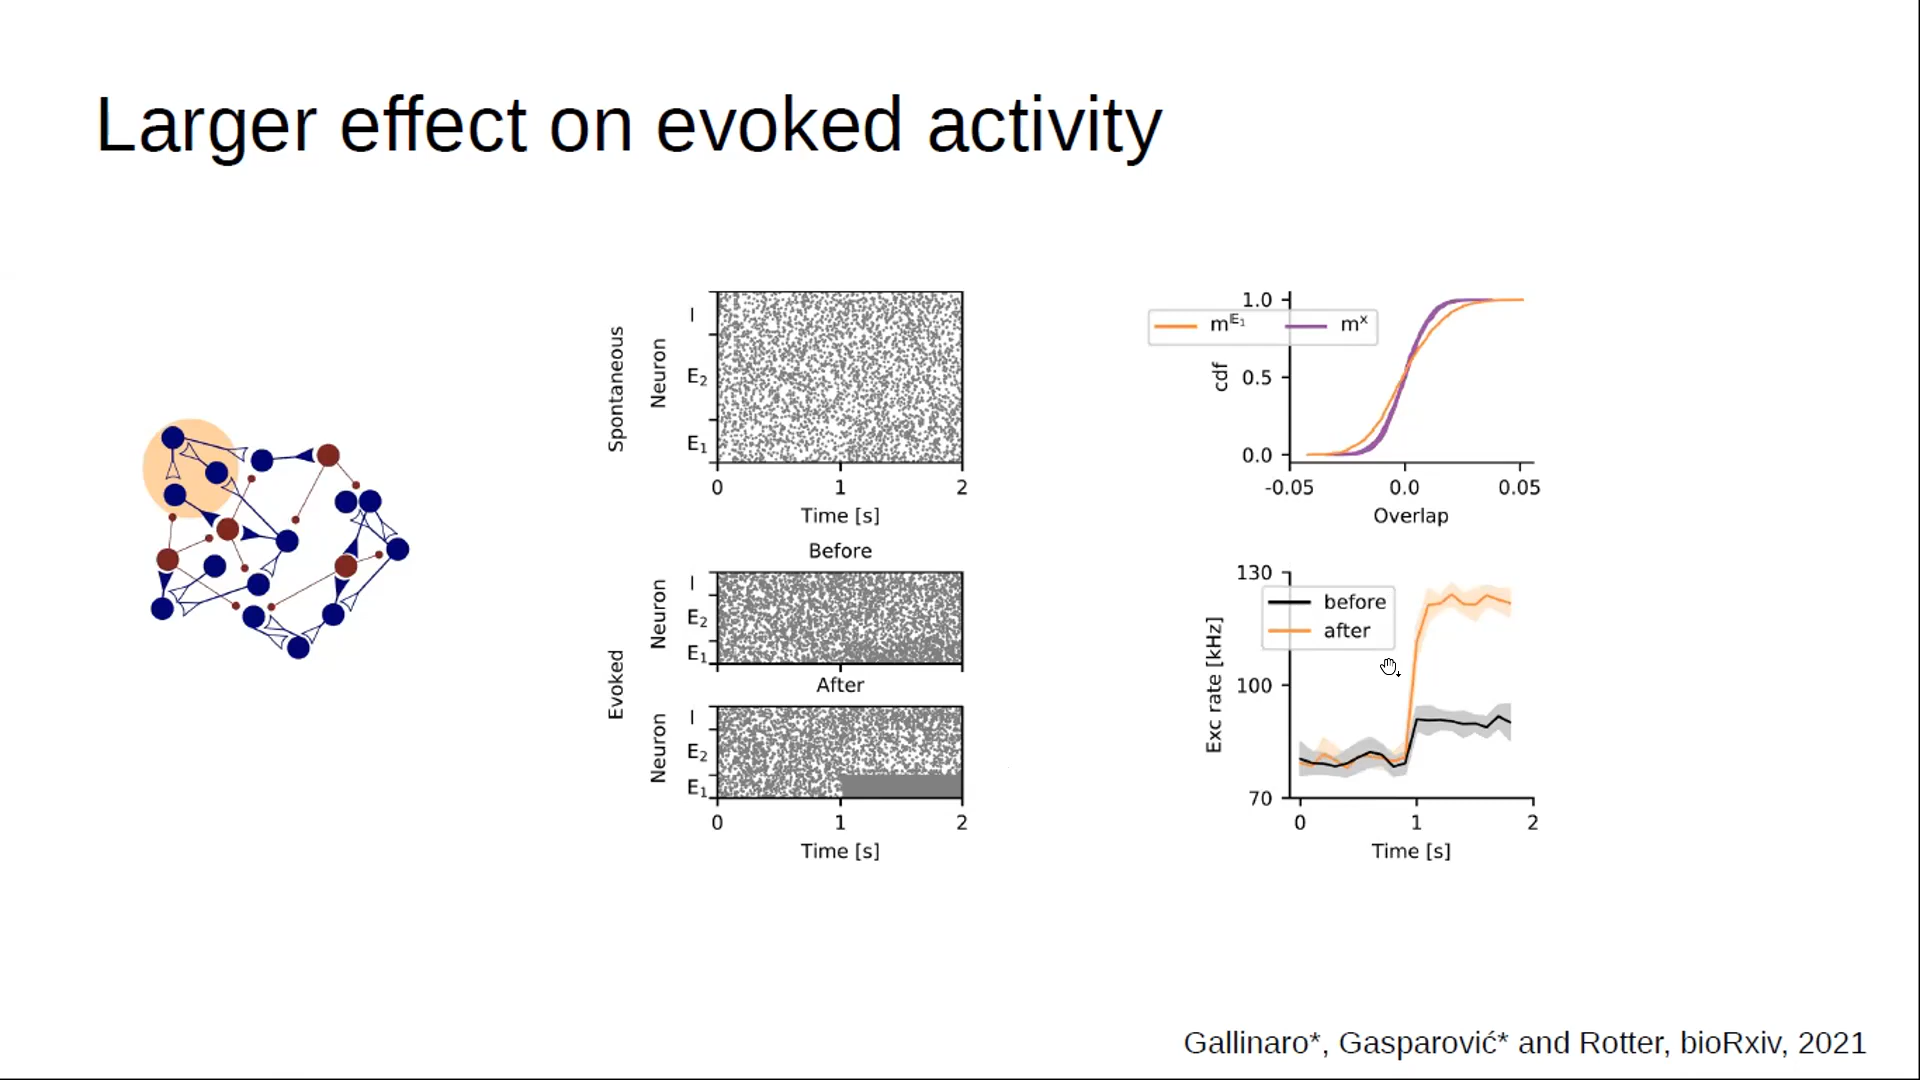 Larger effect on evoked activity
Spontaneous
Neuron
I
E2
E1
0 1 2
Time [s]
Before
Evoked
Neuron
I
E2
E1
After
Neuron
I
E2
E1
0 1 2
Time [s]
1.0
mE1 mx
cdf
0.5
0.0
-0.05 0.0 0.05
Overlap
130
before
after
Exc rate [kHz]
100
70
0 1 2
Time [s]
Gallinaro*, Gasparović* and Rotter, bioRxiv, 2021